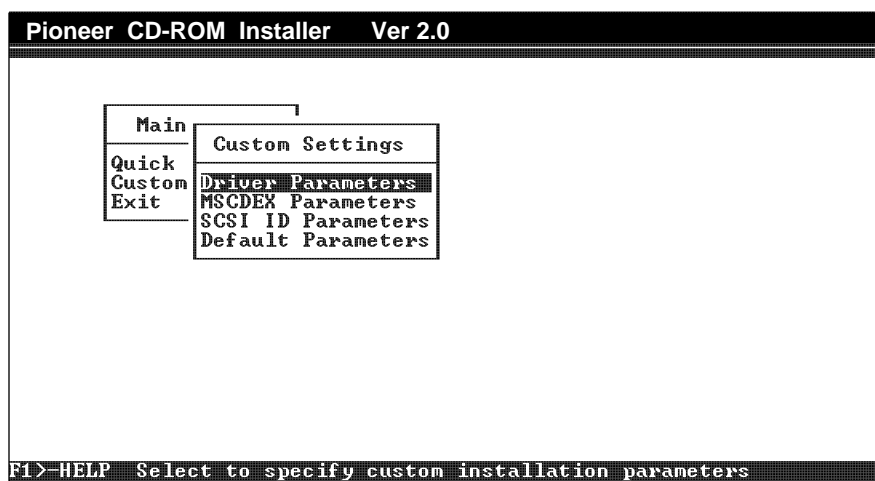 Pioneer CD-ROM Installer Ver 2.0
Main
Quick
Custom
Exit
Custom Settings
Driver Parameters
MSCDEX Parameters
SCSI ID Parameters
Default Parameters
F1>-HELP Select to specify custom installation parameters